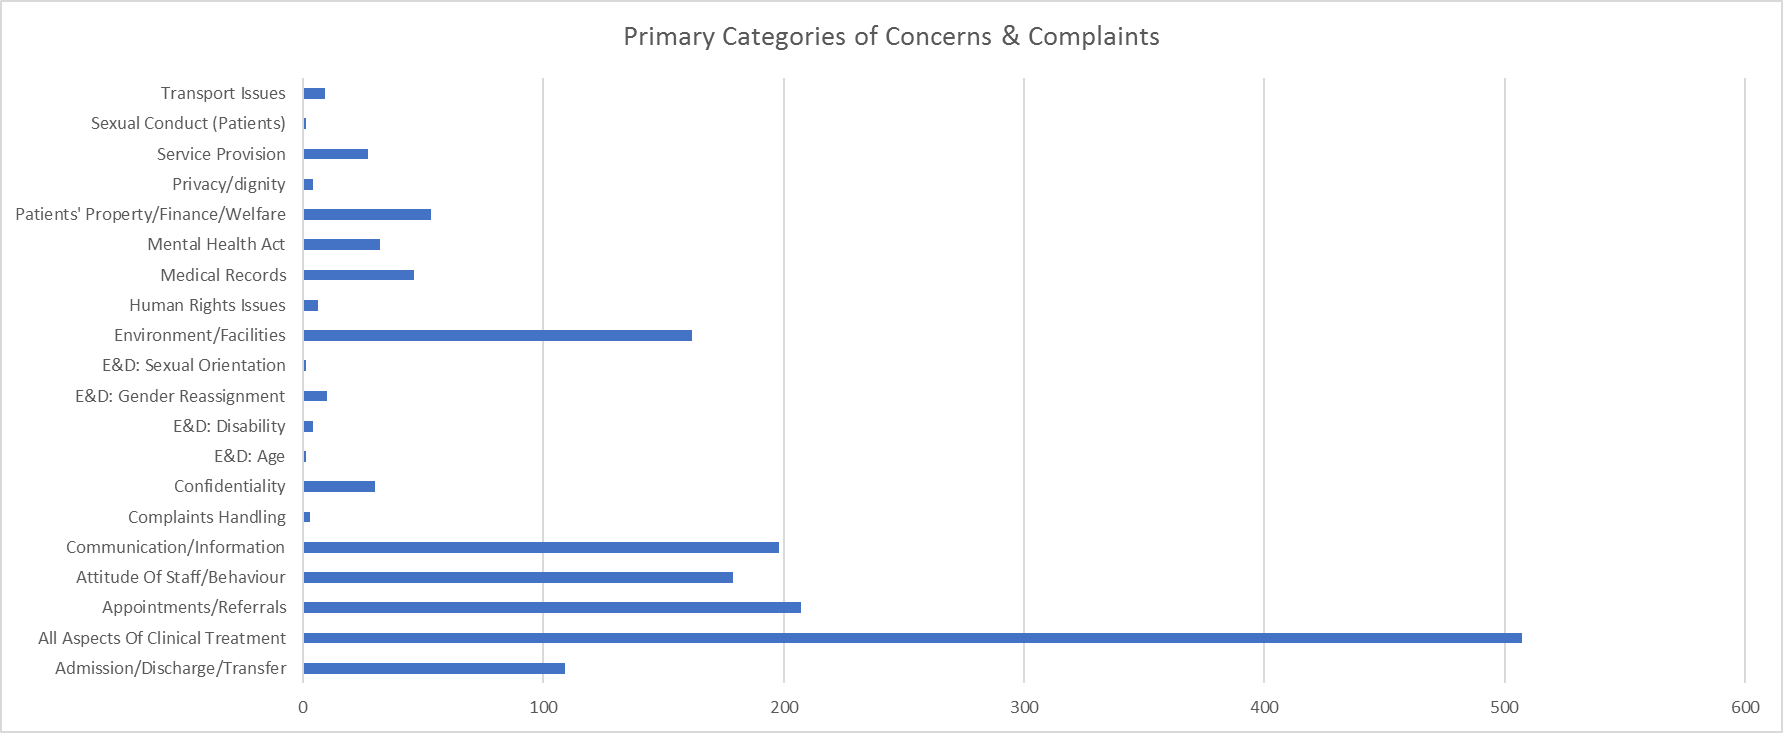 Primary Categories of Concerns & Complaints
Transport Issues
Sexual Conduct (Patients)
Service Provision
Privacy/dignity
Patients' Property/Finance/Welfare
Mental Health Act
Medical Records
Human Rights Issues
Environment/Facilities
E&D: Sexual Orientation
E&D: Gender Reassignment
E&D: Disability
E&D: Age
Confidentiality
Complaints Handling
Communication/Information
Attitude Of Staff/Behaviour
Appointments/Referrals
All Aspects Of Clinical Treatment
Admission/Discharge/Transfer
0 100 200 300 400 500 600